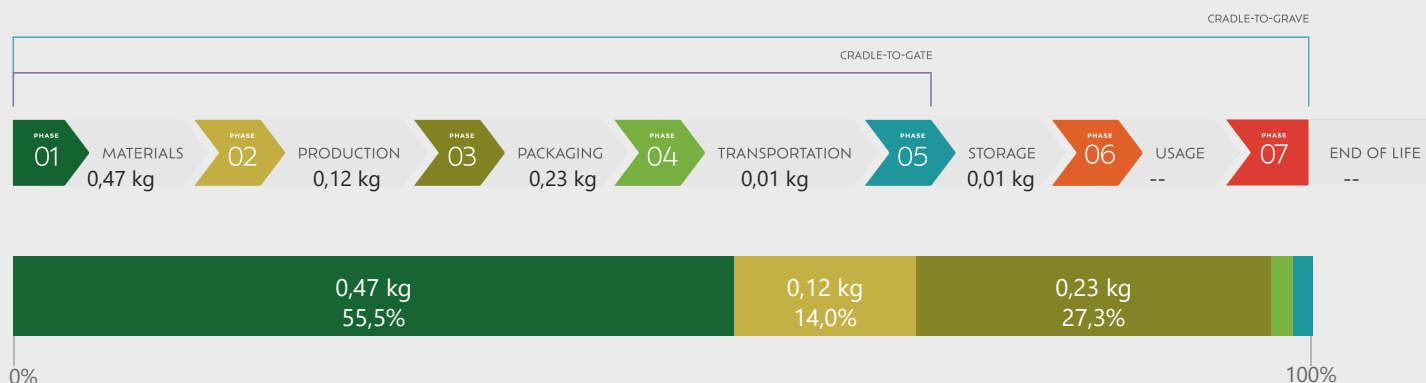 CRADLE-TO-GRAVE
CRADLE-TO-GATE
PHASE
01
MATERIALS
0,47 kg
PHASE
02
PRODUCTION
0,12 kg
PHASE
03
PACKAGING
0,23 kg
PHASE
04
TRANSPORTATION
0,01 kg
PHASE
05
STORAGE
0,01 kg
PHASE
06
USAGE
--
PHASE
07
END OF LIFE
--
0,47 kg
55,5%
0,12 kg
14,0%
0,23 kg
27,3%
0%
100%